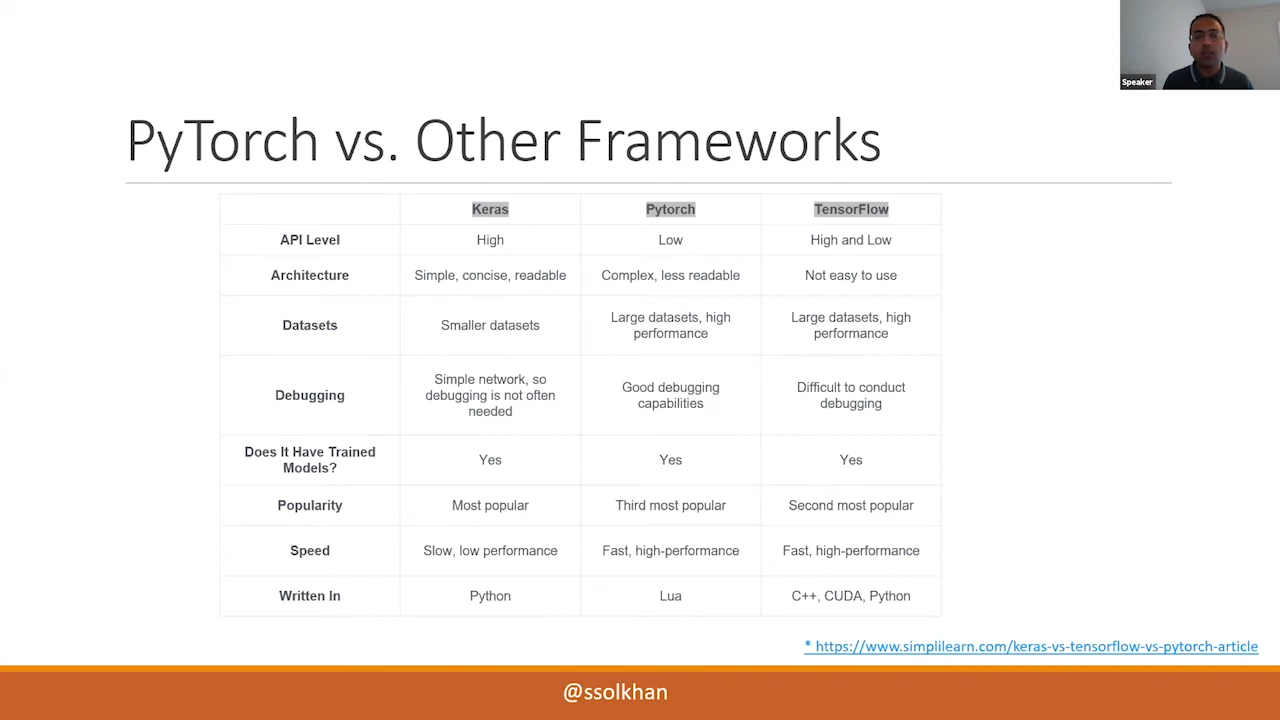 Speaker
PyTorch vs. Other Frameworks
Keras Pytorch TensorFlow
API Level High Low High and Low
Architecture Simple, concise, readable Complex, less readable Not easy to use
Datasets Smaller datasets Large datasets, high performance Large datasets, high performance
Debugging Simple network, so debugging is not often needed Good debugging capabilities Difficult to conduct debugging
Does It Have Trained Models? Yes Yes Yes
Popularity Most popular Third most popular Second most popular
Speed Slow, low performance Fast, high-performance Fast, high-performance
Written In Python Lua C++, CUDA, Python
* https://www.simplilearn.com/keras-vs-tensorflow-vs-pytorch-article
@ssolkhan